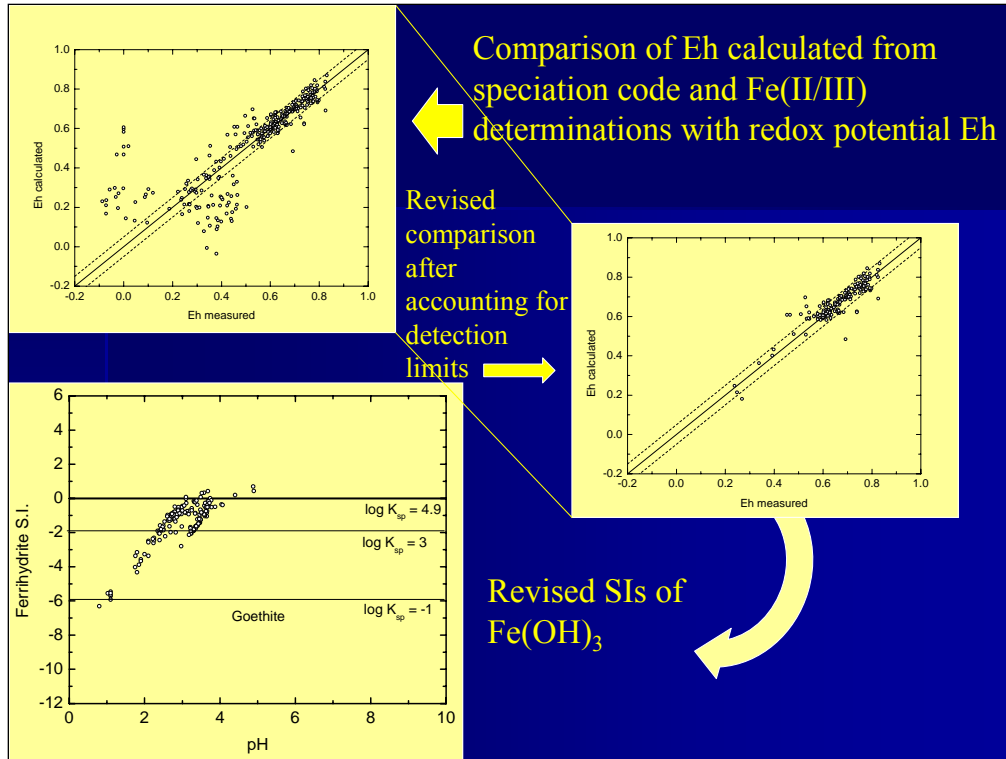 Comparison of Eh calculated from
speciation code and Fe(II/III)
determinations with redox potential Eh
1.0
0.8
0.6
0.4
0.2
0.0
-0.2
Eh calculated
-0.2 0.0 0.2 0.4 0.6 0.8 1.0
Eh measured
Revised
comparison
after
accounting for
detection
limits
1.0
0.8
0.6
0.4
0.2
0.0
-0.2
Eh calculated
-0.2 0.0 0.2 0.4 0.6 0.8 1.0
Eh measured
Revised SIs of
Fe(OH)3
6
4
2
0
-2
-4
-6
-8
-10
-12
Ferrihydrite S.I.
log Ksp = 4.9
log Ksp = 3
log Ksp = -1
Goethite
0 2 4 6 8 10
pH